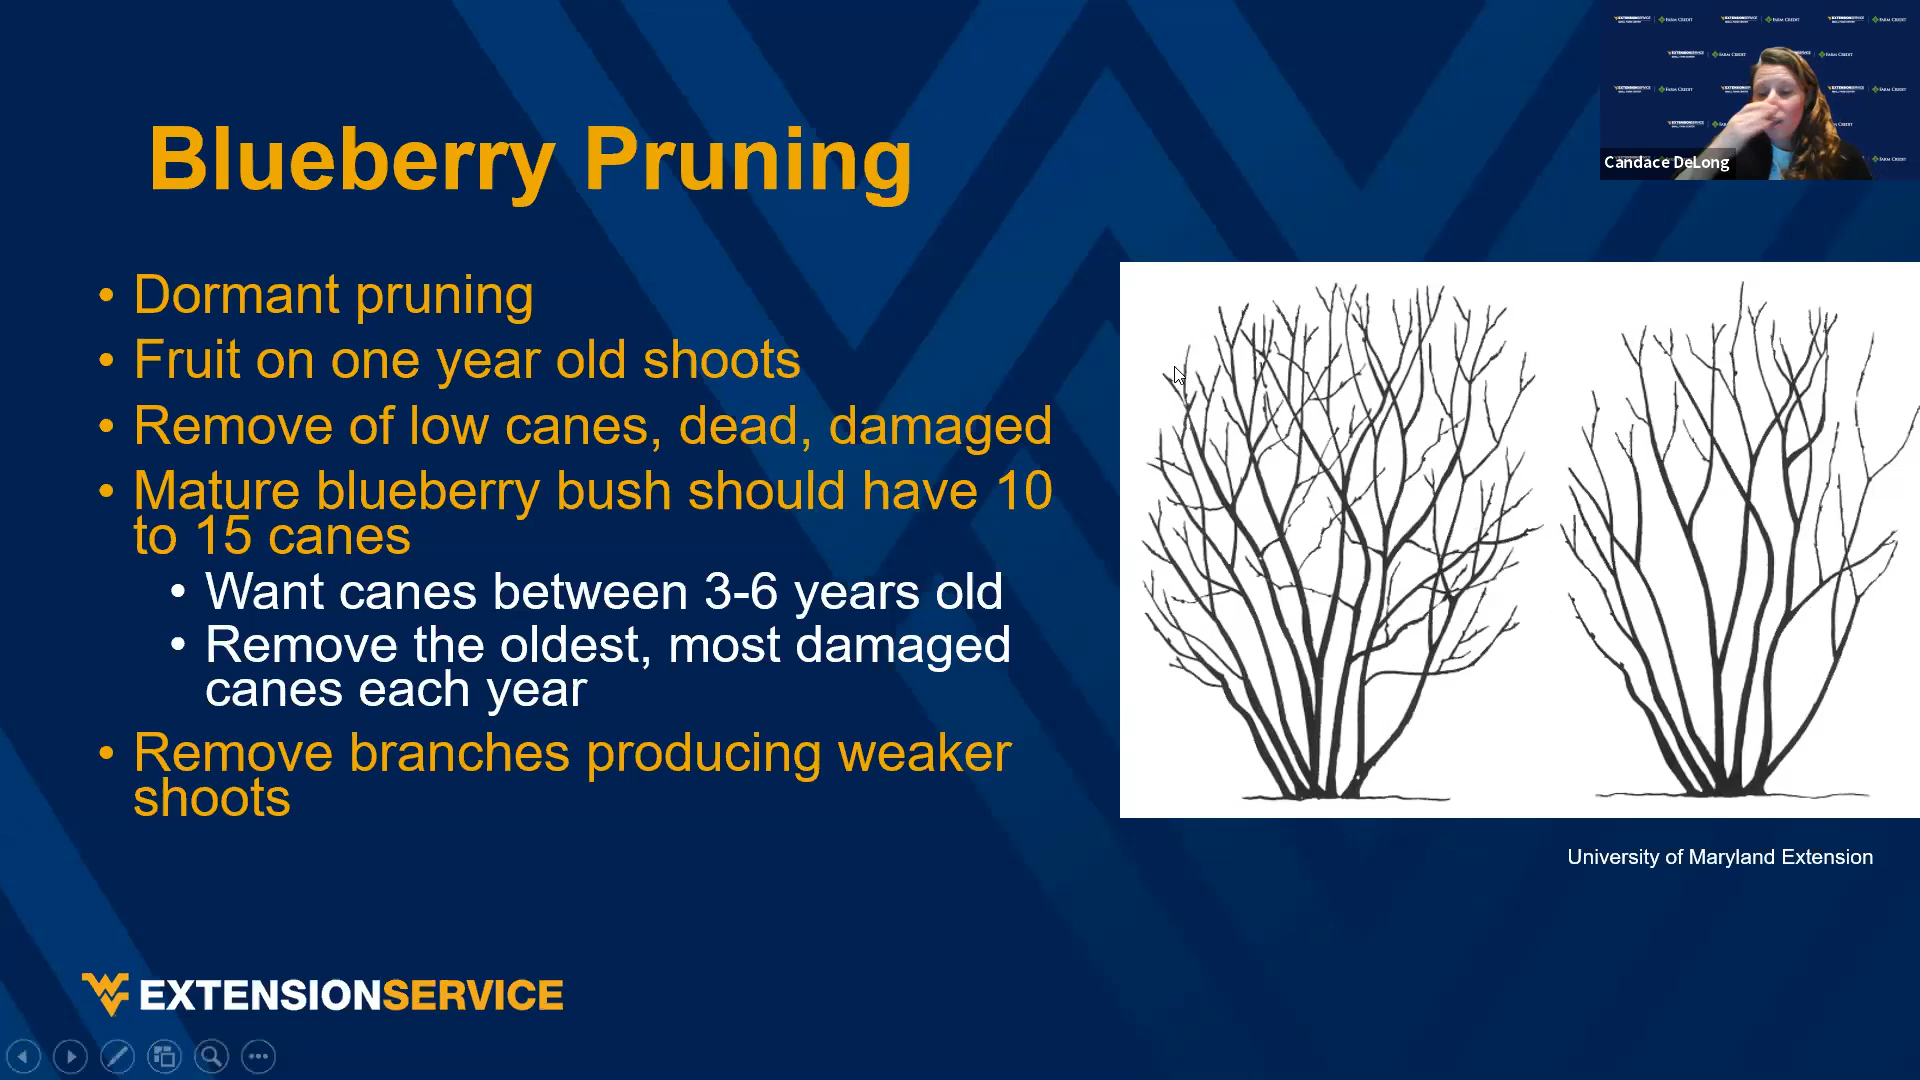 Blueberry Pruning
• Dormant pruning
• Fruit on one year old shoots
• Remove of low canes, dead, damaged
• Mature blueberry bush should have 10
to 15 canes
• Want canes between 3-6 years old
• Remove the oldest, most damaged
canes each year
• Remove branches producing weaker
shoots
Candace DeLong
University of Maryland Extension
EXTENSIONSERVICE